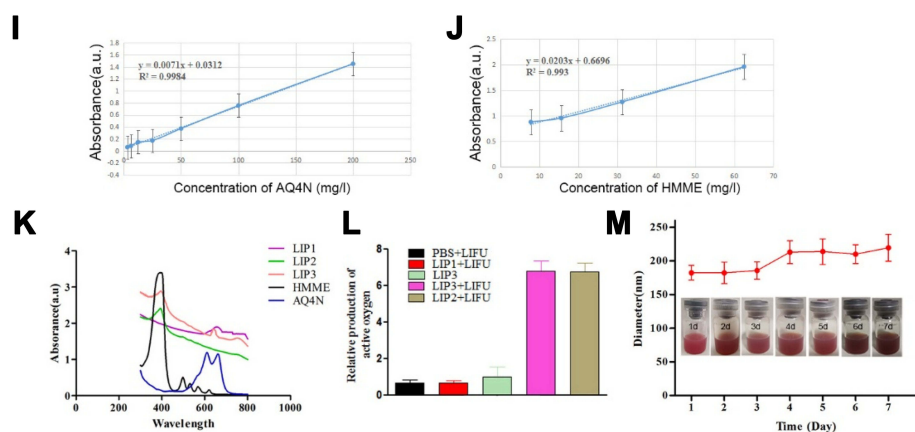 I
J
y = 0.0071x + 0.0312
R² = 0.9984
Absorbance(a.u.)
1.8
1.6
1.4
1.2
1
0.8
0.6
0.4
0.2
0
-0.2
-0.4
50
100
150
200
250
Concentration of AQ4N (mg/l)
y = 0.0203x + 0.6696
R² = 0.993
Absorbance(a.u.)
2.5
2
1.5
1
0.5
0
0
10
20
30
40
50
60
70
Concentration of HMME (mg/l)
K
L
M
Absorance(a.u)
4
3
2
1
0
0
200
400
600
800
1000
Wavelength
LIP1
LIP2
LIP3
HMME
AQ4N
Relative production of
active oxygen
8
6
4
2
0
PBS+LIFU
LIP1+LIFU
LIP3
LIP3+LIFU
LIP2+LIFU
Diameter(nm)
250
200
150
100
50
0
1d
2d
3d
4d
5d
6d
7d
1
2
3
4
5
6
7
Time (Day)